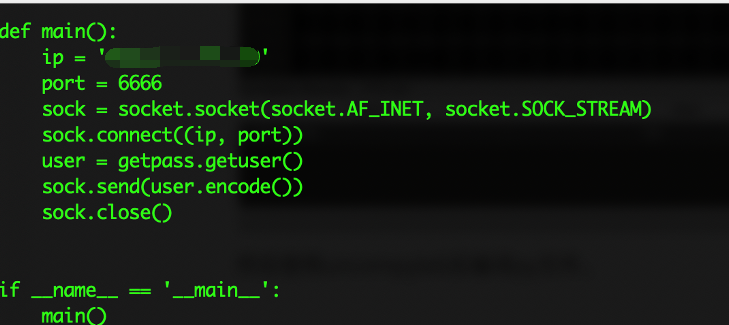 def main():
    ip = ''
    port = 6666
    sock = socket.socket(socket.AF_INET, socket.SOCK_STREAM)
    sock.connect((ip, port))
    user = getpass.getuser()
    sock.send(user.encode())
    sock.close()
if __name__ == '__main__':
    main()